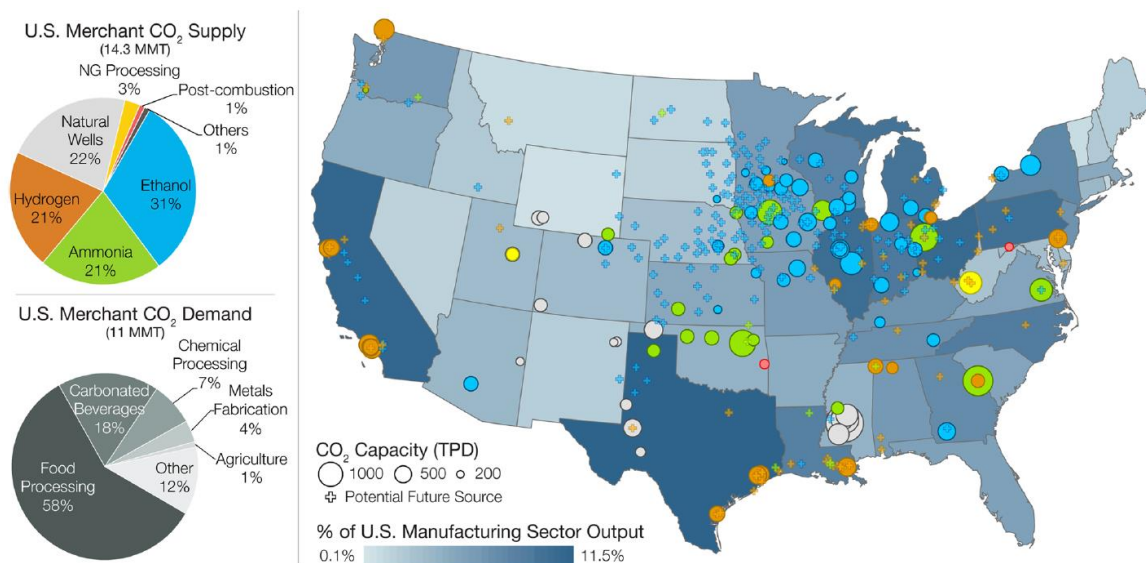 U.S. Merchant CO₂ Supply
(14.3 MMT)
NG Processing
3%
Post-combustion
1%
Others
1%
Natural
Wells
22%
Ethanol
31%
Hydrogen
21%
Ammonia
21%
U.S. Merchant CO₂ Demand
(11 MMT)
Chemical
Processing
7%
Metals
Fabrication
4%
Carbonated
Beverages
18%
Agriculture
1%
Food
Processing
58%
Other
12%
CO₂ Capacity (TPD)
1000 500 200
Potential Future Source
% of U.S. Manufacturing Sector Output
0.1% 11.5%